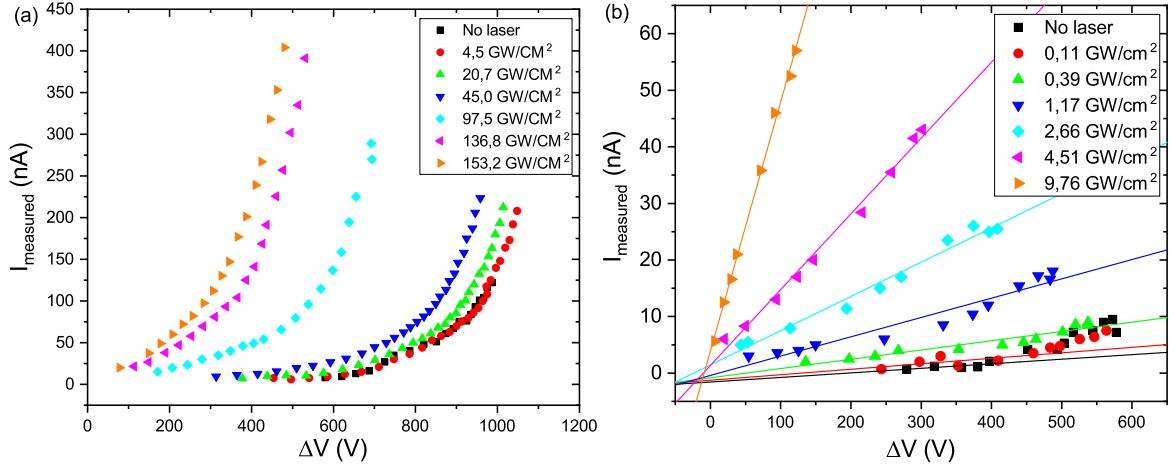 (a)
450
400
350
300
250
200
150
100
50
0
I_measured (nA)
0 200 400 600 800 1000 1200
ΔV (V)
No laser
4,5 GW/CM²
20,7 GW/CM²
45,0 GW/CM²
97,5 GW/CM²
136,8 GW/CM²
153,2 GW/CM²
(b)
60
50
40
30
20
10
0
I_measured (nA)
0 100 200 300 400 500 600
ΔV (V)
No laser
0,11 GW/cm²
0,39 GW/cm²
1,17 GW/cm²
2,66 GW/cm²
4,51 GW/cm²
9,76 GW/cm²